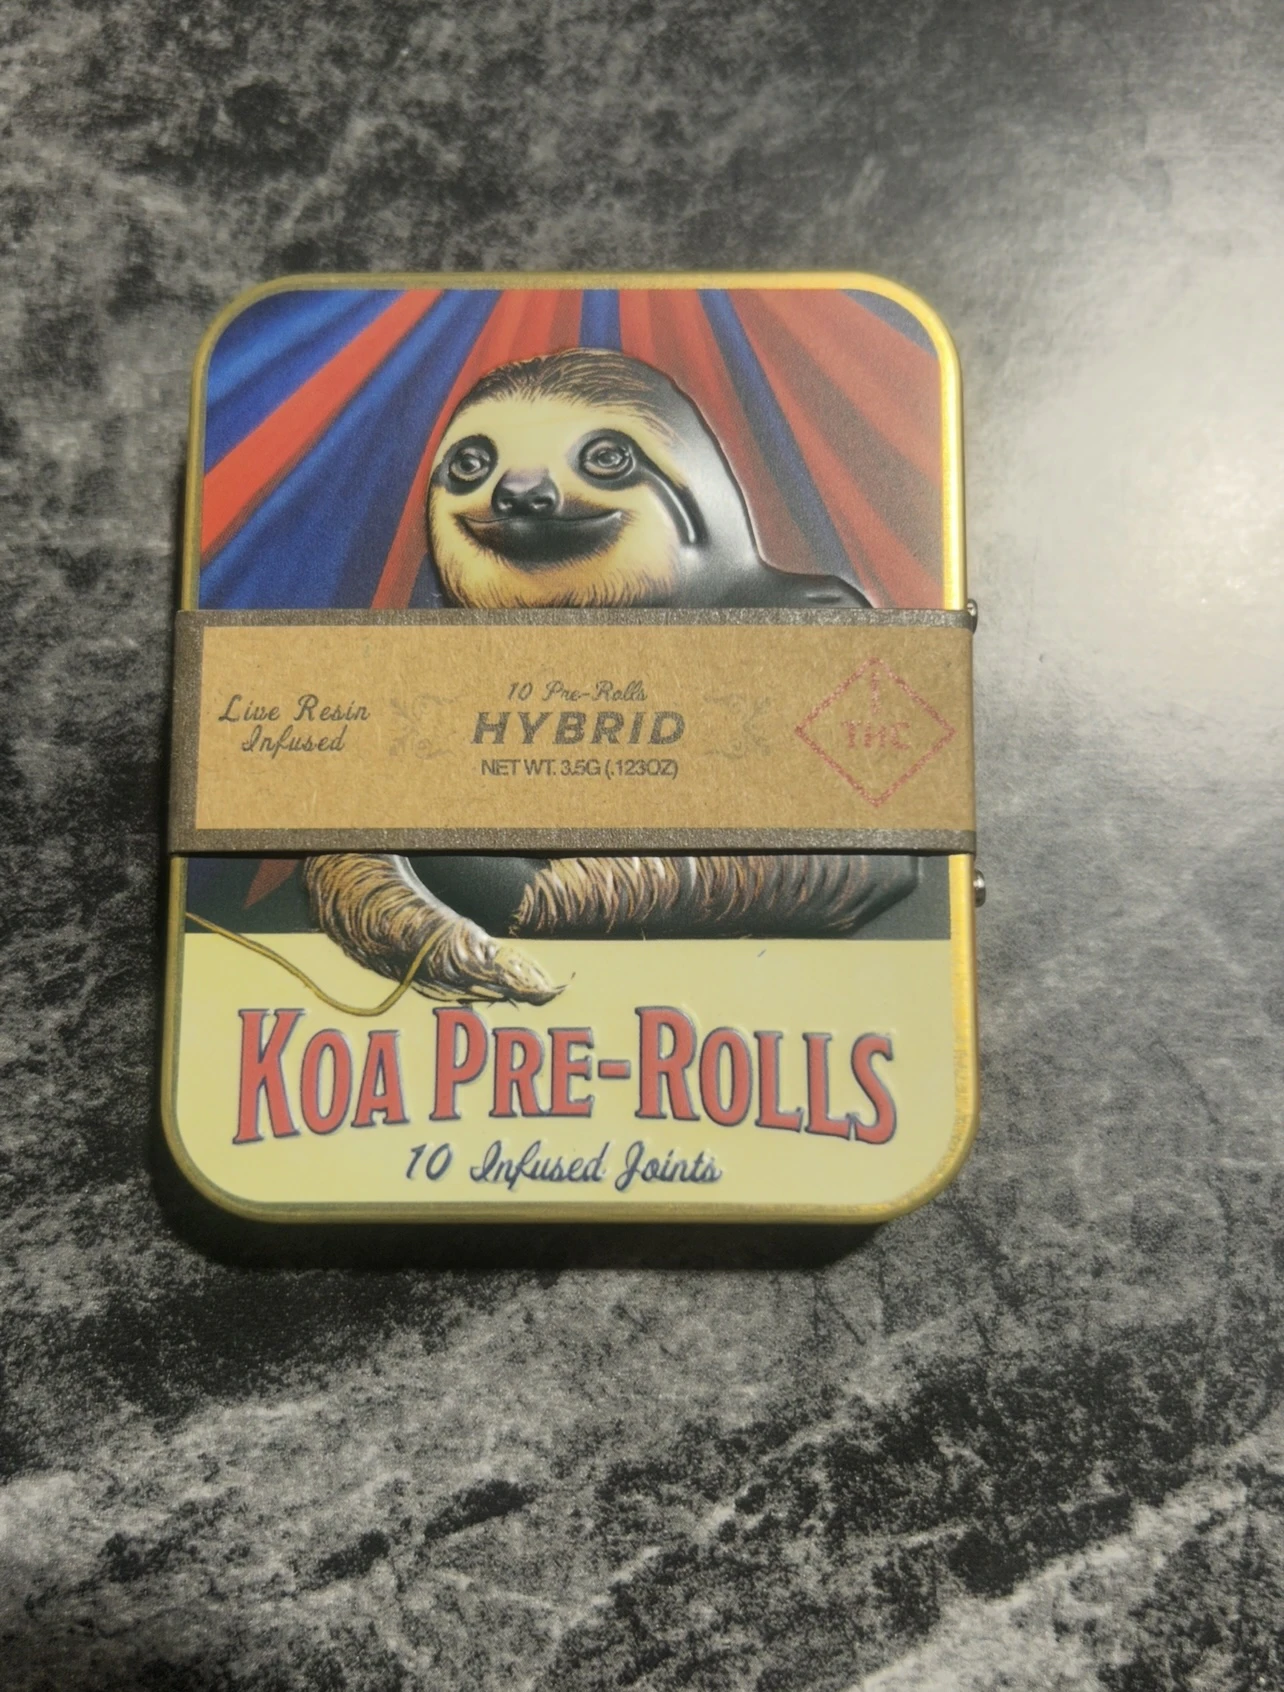 Live Resin
Infused
10 Pre-Rolls
HYBRID
NET WT. 3.5G (.123OZ)
!
THC
KOA PRE-ROLLS
10 Infused Joints